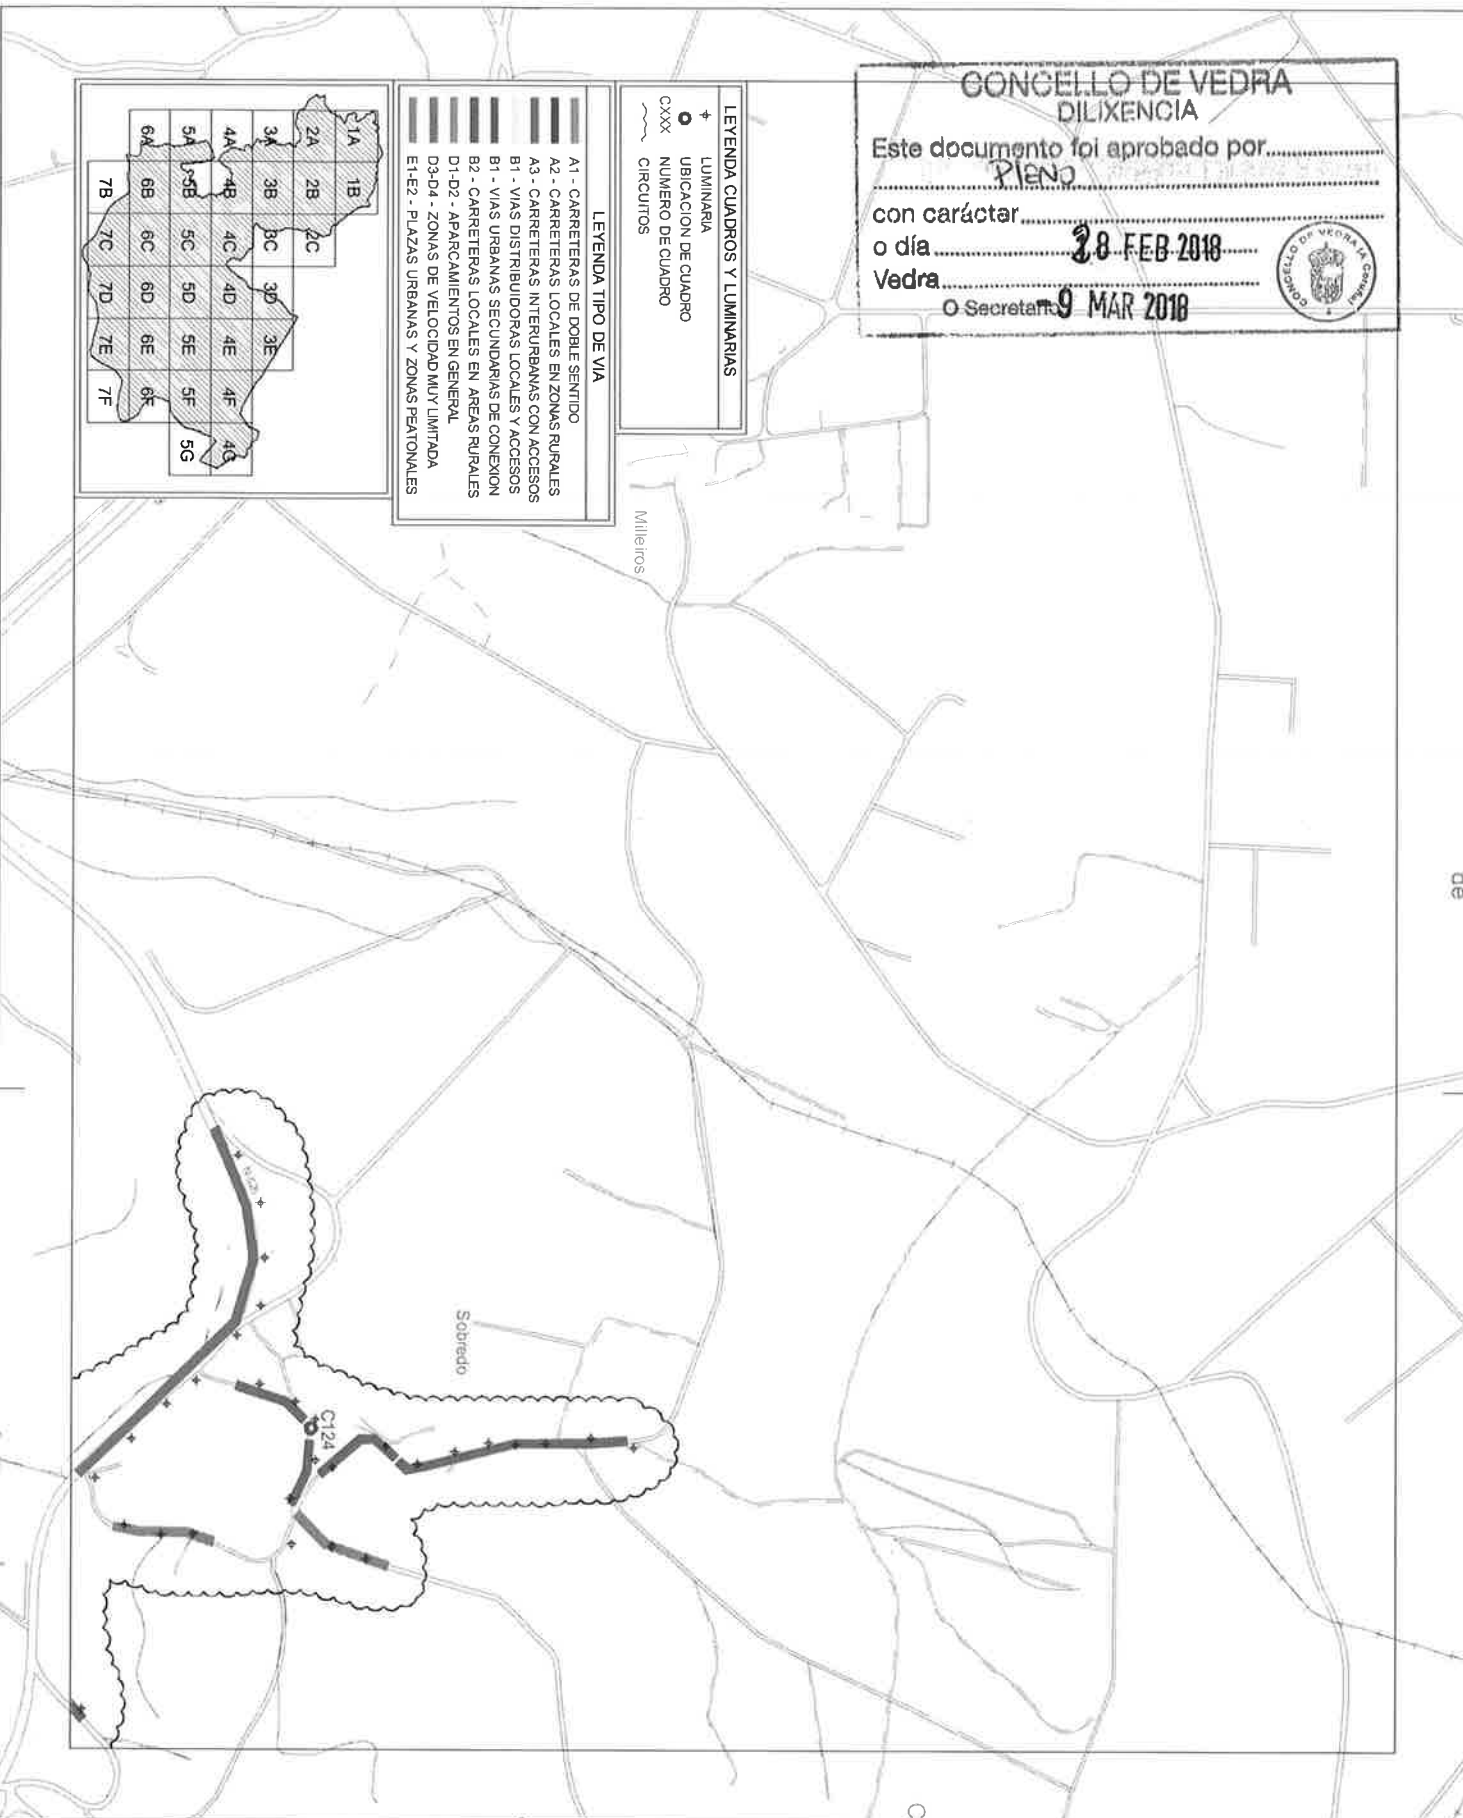 CONCELLO DE VEDRA
DILIXENCIA
Este documento foi aprobado por
PLENO
con carácter
o día 28 FEB 2018
Vedra
O Secretario 9 MAR 2018
CONCELLO DE VEDRA (A Coruña)
LEYENDA CUADROS Y LUMINARIAS
LUMINARIA
UBICACION DE CUADRO
CXXX NUMERO DE CUADRO
CIRCUITOS
LEYENDA TIPO DE VIA
A1 - CARRETERAS DE DOBLE SENTIDO
A2 - CARRETERAS LOCALES EN ZONAS RURALES
A3 - CARRETERAS INTERURBANAS CON ACCESOS
B1 - VIAS DISTRIBUIDORAS LOCALES Y ACCESOS
B1 - VIAS URBANAS SECUNDARIAS DE CONEXION
B2 - CARRETERAS LOCALES EN AREAS RURALES
D1-D2 - APARCAMIENTOS EN GENERAL
D3-D4 - ZONAS DE VELOCIDAD MUY LIMITADA
E1-E2 - PLAZAS URBANAS Y ZONAS PEATONALES
1A 1B
2A 2B 2C
3A 3B 3C 3D 3E
4A 4B 4C 4D 4E 4F 4G
5A 5B 5C 5D 5E 5F 5G
6A 6B 6C 6D 6E 6F
7B 7C 7D 7E 7F
Milleiros
Sobredo
C124
de
C